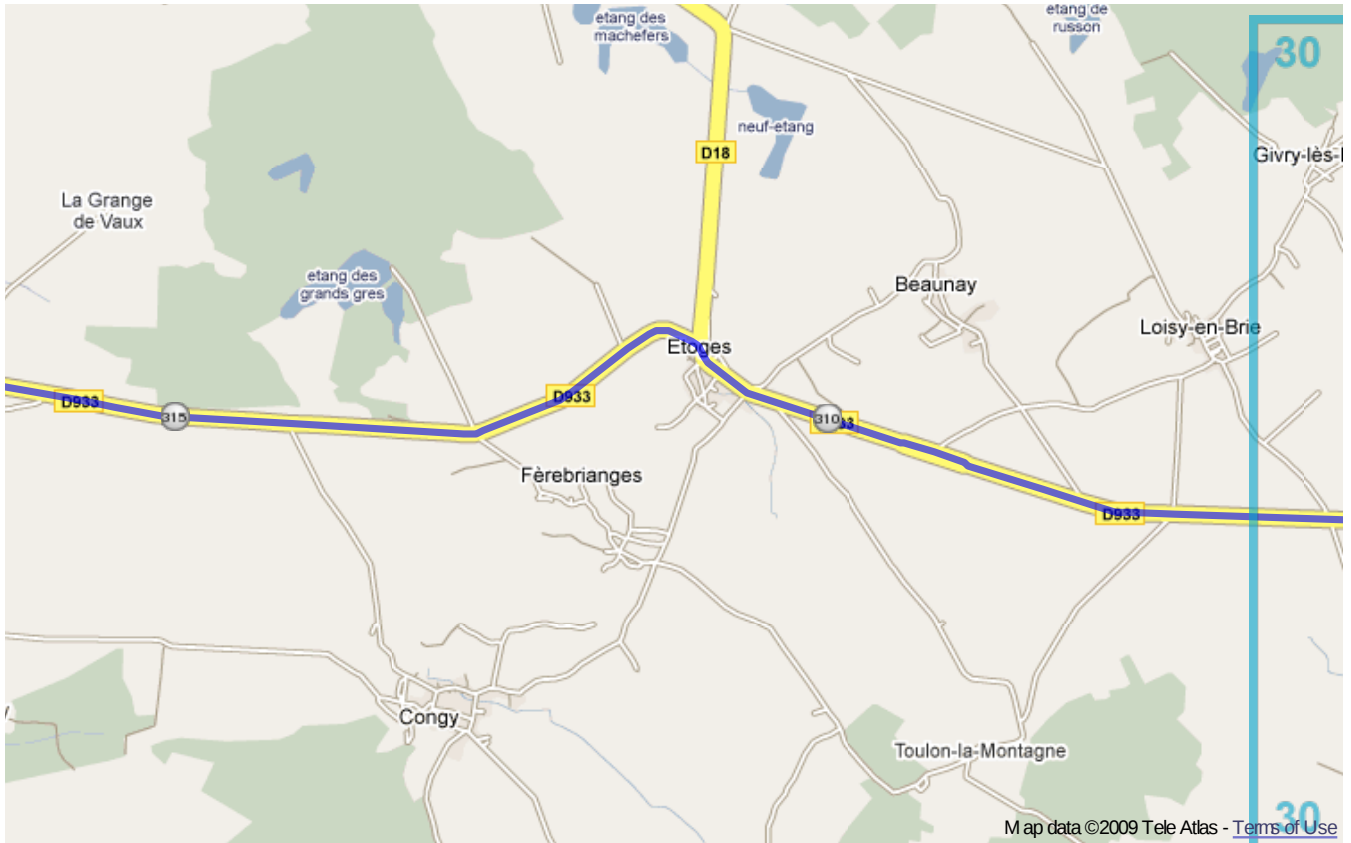 etang des
machefers
etang de
russon
30
neuf-etang
D18
Givry-lès-
La Grange
de Vaux
etang des
grands gres
Beaunay
Loisy-en-Brie
Etoges
D933
315
D933
310
33
Fèrebrianges
D933
Congy
Toulon-la-Montagne
30
Map data ©2009 Tele Atlas - Terms of Use